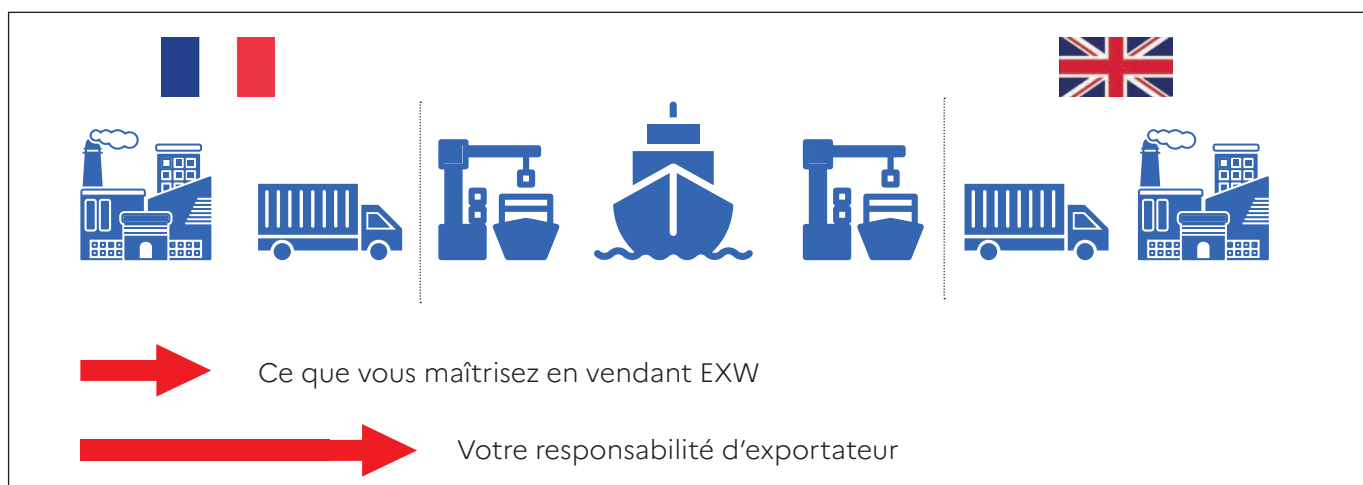 Ce que vous maîtrisez en vendant EXW
Votre responsabilité d’exportateur